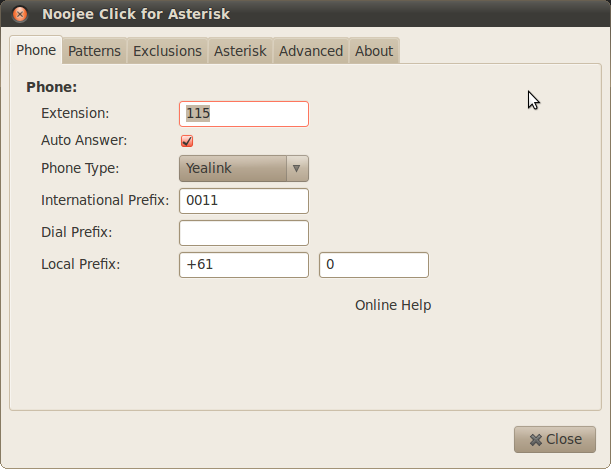 Noojee Click for Asterisk
Phone Patterns Exclusions Asterisk Advanced About
Phone:
Extension: 115
Auto Answer:
Phone Type: Yealink
International Prefix: 0011
Dial Prefix:
Local Prefix: +61 0
Online Help
Close